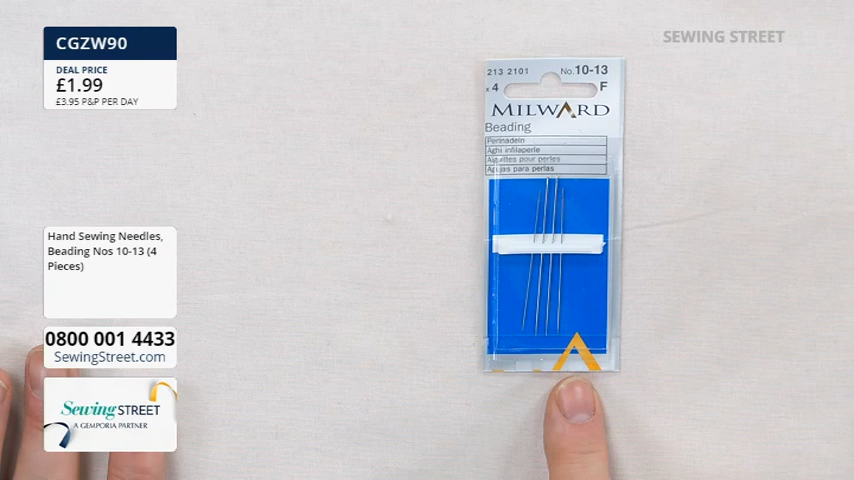 CGZW90
DEAL PRICE
£1.99
£3.95 P&P PER DAY
SEWING STREET
213 2101 No.10-13
x 4 F
MILWARD
Beading
Perlnadeln
Aghi infilaperle
Aiguilles pour perles
Agujas para perlas
Hand Sewing Needles,
Beading Nos 10-13 (4
Pieces)
0800 001 4433
SewingStreet.com
Sewing STREET
A GEMPORIA PARTNER